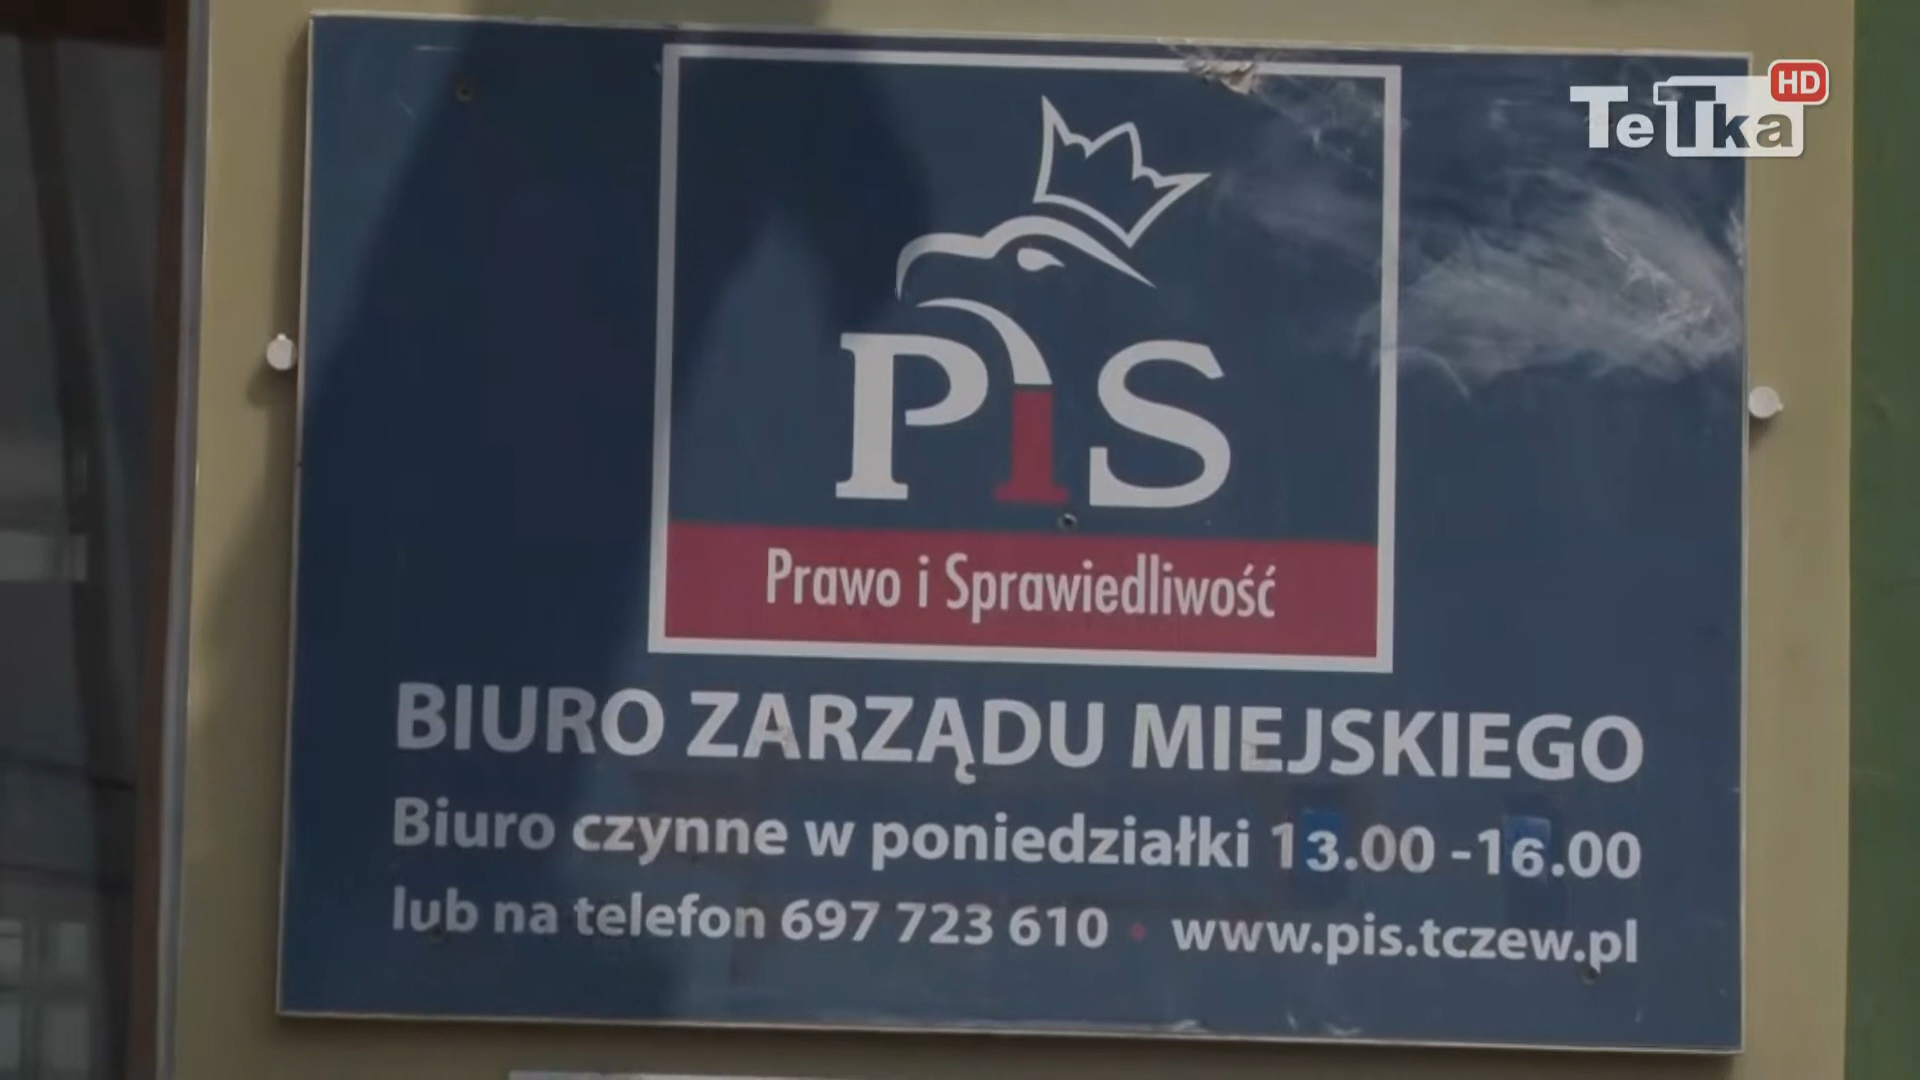 TeTka HD
PiS
Prawo i Sprawiedliwość
BIURO ZARZĄDU MIEJSKIEGO
Biuro czynne w poniedziałki 13.00 -16.00
lub na telefon 697 723 610 • www.pis.tczew.pl